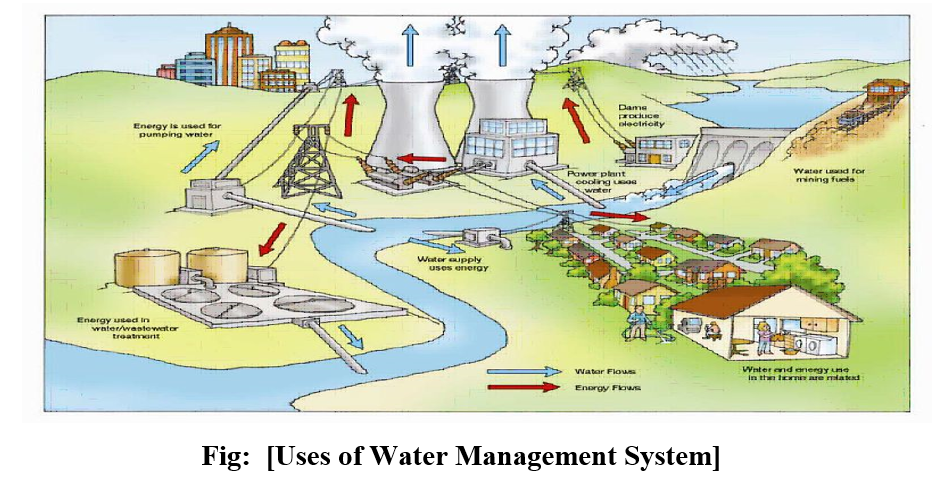 Energy is used for
pumping water
Dams
produce
electricity
Power plant
cooling uses
water
Water used for
mining fuels
Water supply
uses energy
Energy used in
water/wastewater
treatment
Water and energy use
in the home are related
Water Flows
Energy Flows
Fig: [Uses of Water Management System]